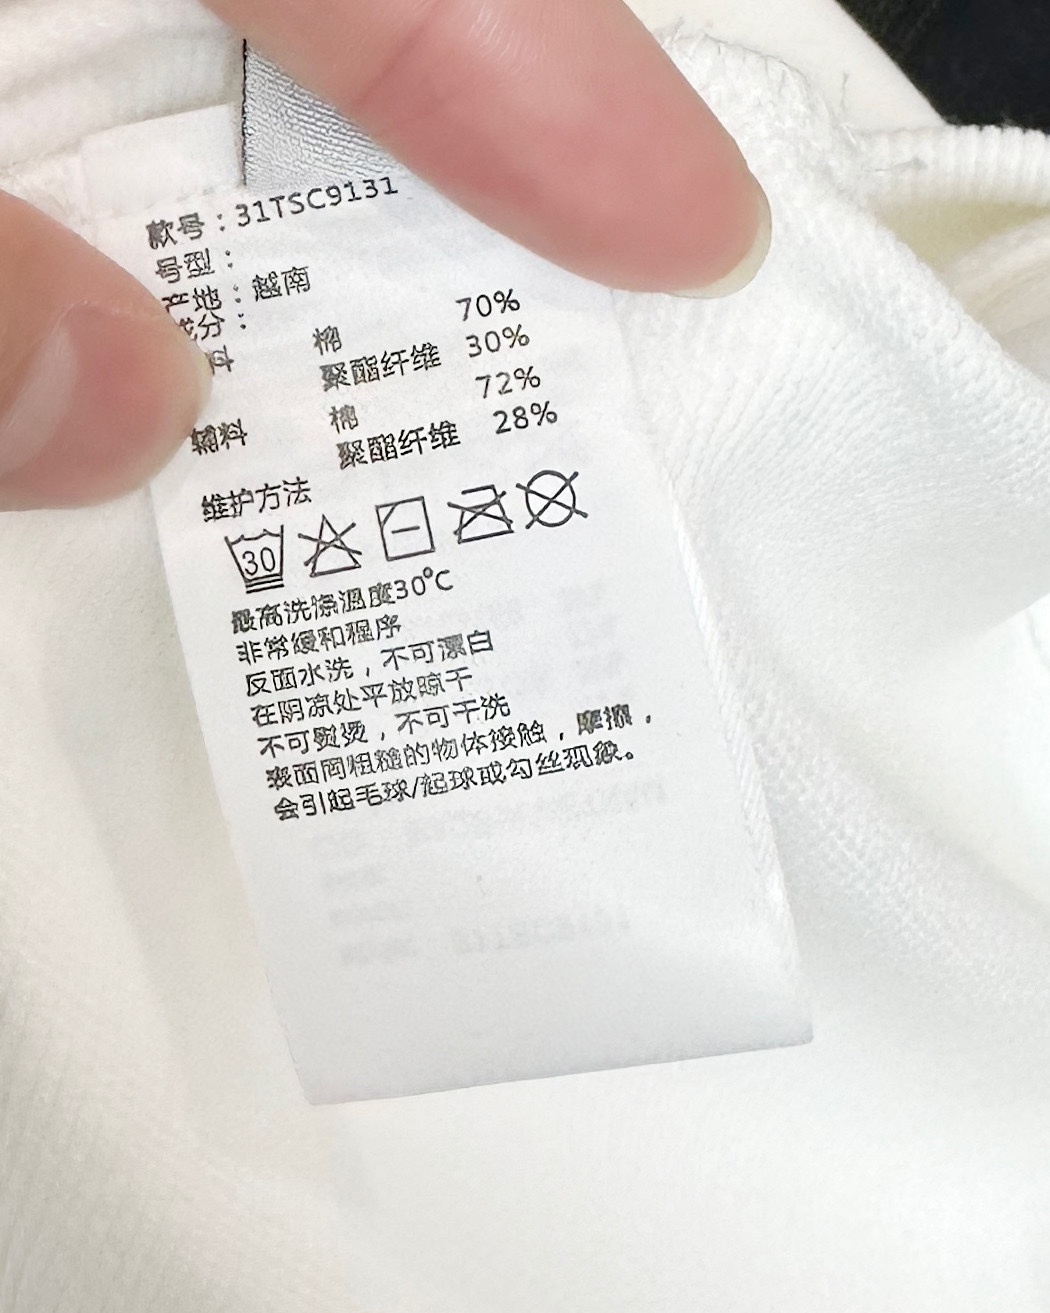 款号：31TSC9131
号型：
产地：越南
成分：
料 棉 70%
聚酯纤维 30%
辅料 棉 72%
聚酯纤维 28%
维护方法
30
最高洗涤温度30°C
非常缓和程序
反面水洗，不可漂白
在阴凉处平放晾干
不可熨烫，不可干洗
表面同粗糙的物体接触，摩擦，
会引起毛球/起球或勾丝现象。